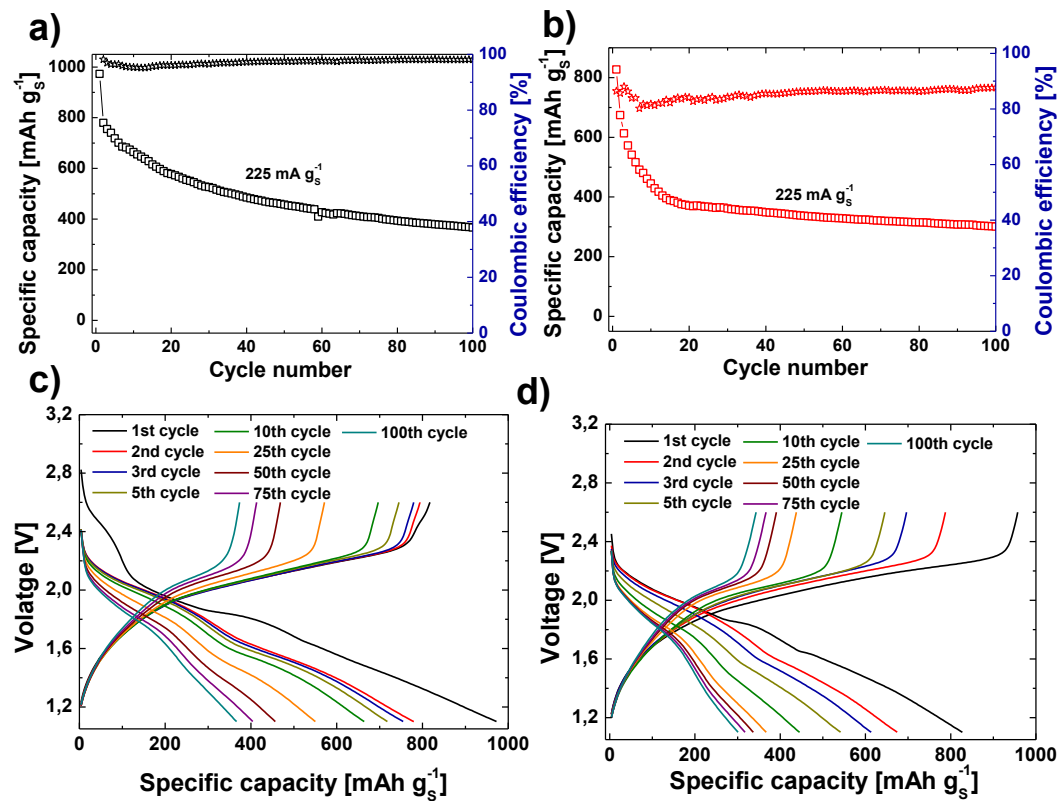 a)
Specific capacity [mAh g_S^-1]
1000
800
600
400
200
0
225 mA g_S^-1
100
80
60
40
20
0
Coulombic efficiency [%]
0 20 40 60 80 100
Cycle number
b)
Specific capacity [mAh g_S^-1]
800
600
400
200
0
225 mA g_S^-1
100
80
60
40
20
0
Coulombic efficiency [%]
0 20 40 60 80 100
Cycle number
c)
Volatge [V]
3,2
2,8
2,4
2,0
1,6
1,2
1st cycle 10th cycle 100th cycle
2nd cycle 25th cycle
3rd cycle 50th cycle
5th cycle 75th cycle
0 200 400 600 800 1000
Specific capacity [mAh g_S^-1]
d)
Voltage [V]
3,2
2,8
2,4
2,0
1,6
1,2
1st cycle 10th cycle 100th cycle
2nd cycle 25th cycle
3rd cycle 50th cycle
5th cycle 75th cycle
0 200 400 600 800 1000
Specific capacity [mAh g_S^-1]